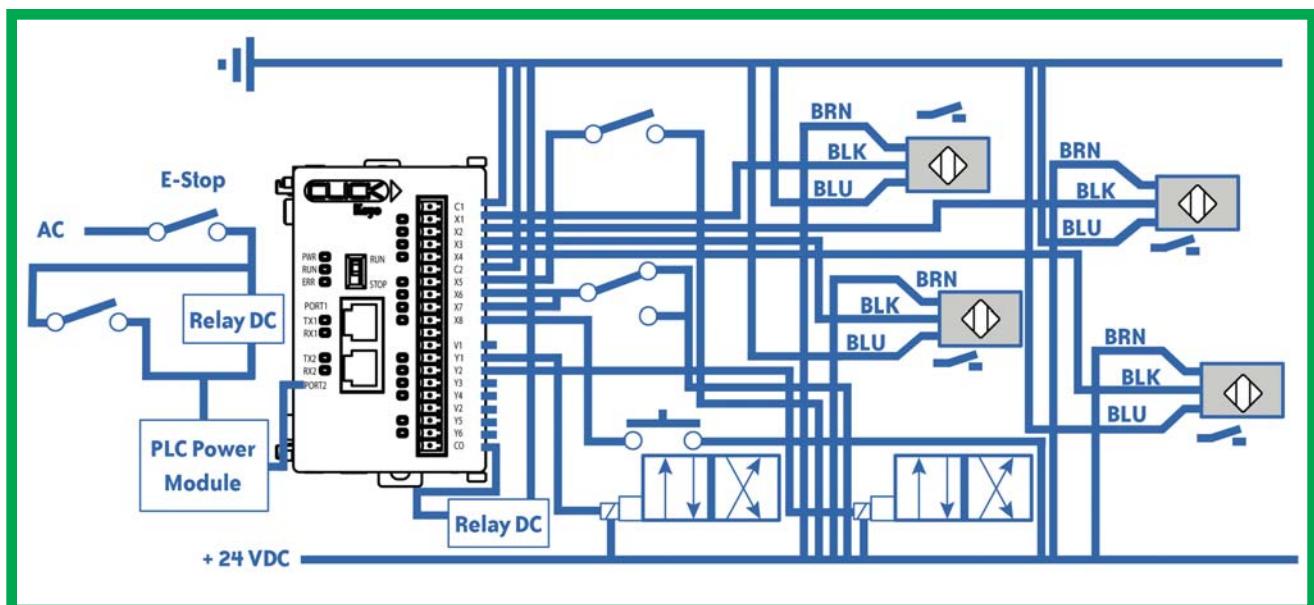 E-Stop
AC
Relay DC
PLC Power
Module
+ 24 VDC
Koyo
PWR
RUN
ERR
RUN
STOP
PORT1
TX1
RX1
TX2
RX2
PORT2
C1
X1
X2
X3
X4
C2
X5
X6
X7
X8
V1
Y1
Y2
Y3
Y4
V2
Y5
Y6
CO
Relay DC
BRN
BLK
BLU
BRN
BLK
BLU
BRN
BLK
BLU
BRN
BLK
BLU